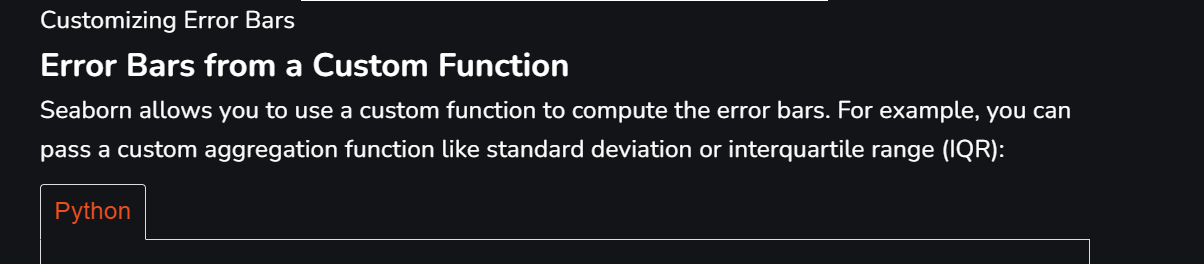 Customizing Error Bars
Error Bars from a Custom Function
Seaborn allows you to use a custom function to compute the error bars. For example, you can
pass a custom aggregation function like standard deviation or interquartile range (IQR):
Python